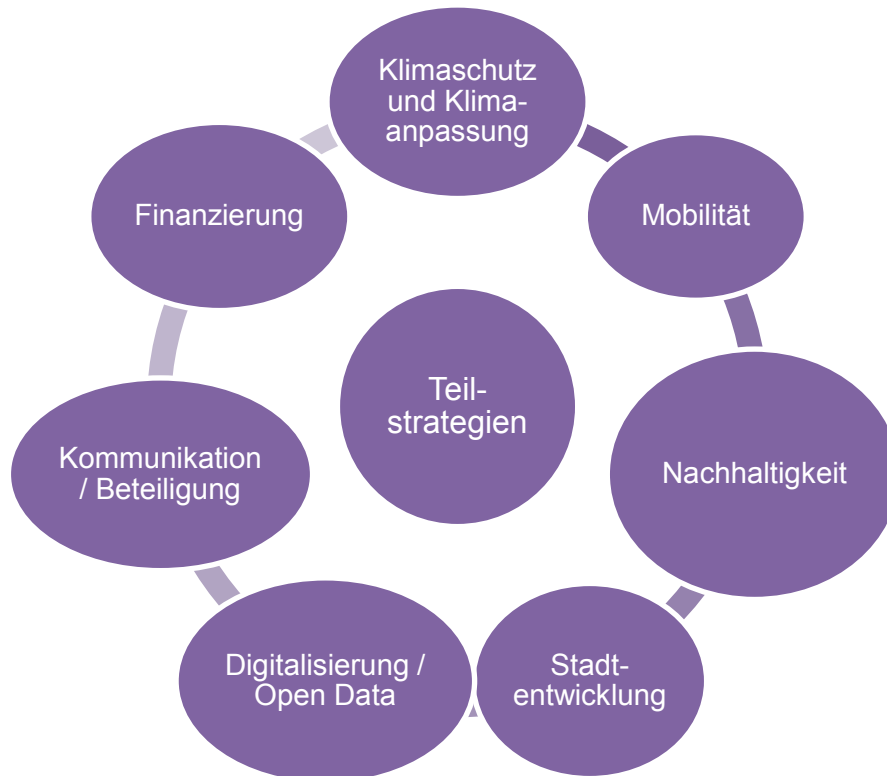 Klimaschutz
und Klima-
anpassung
Mobilität
Nachhaltigkeit
Stadt-
entwicklung
Digitalisierung /
Open Data
Kommunikation
/ Beteiligung
Finanzierung
Teil-
strategien